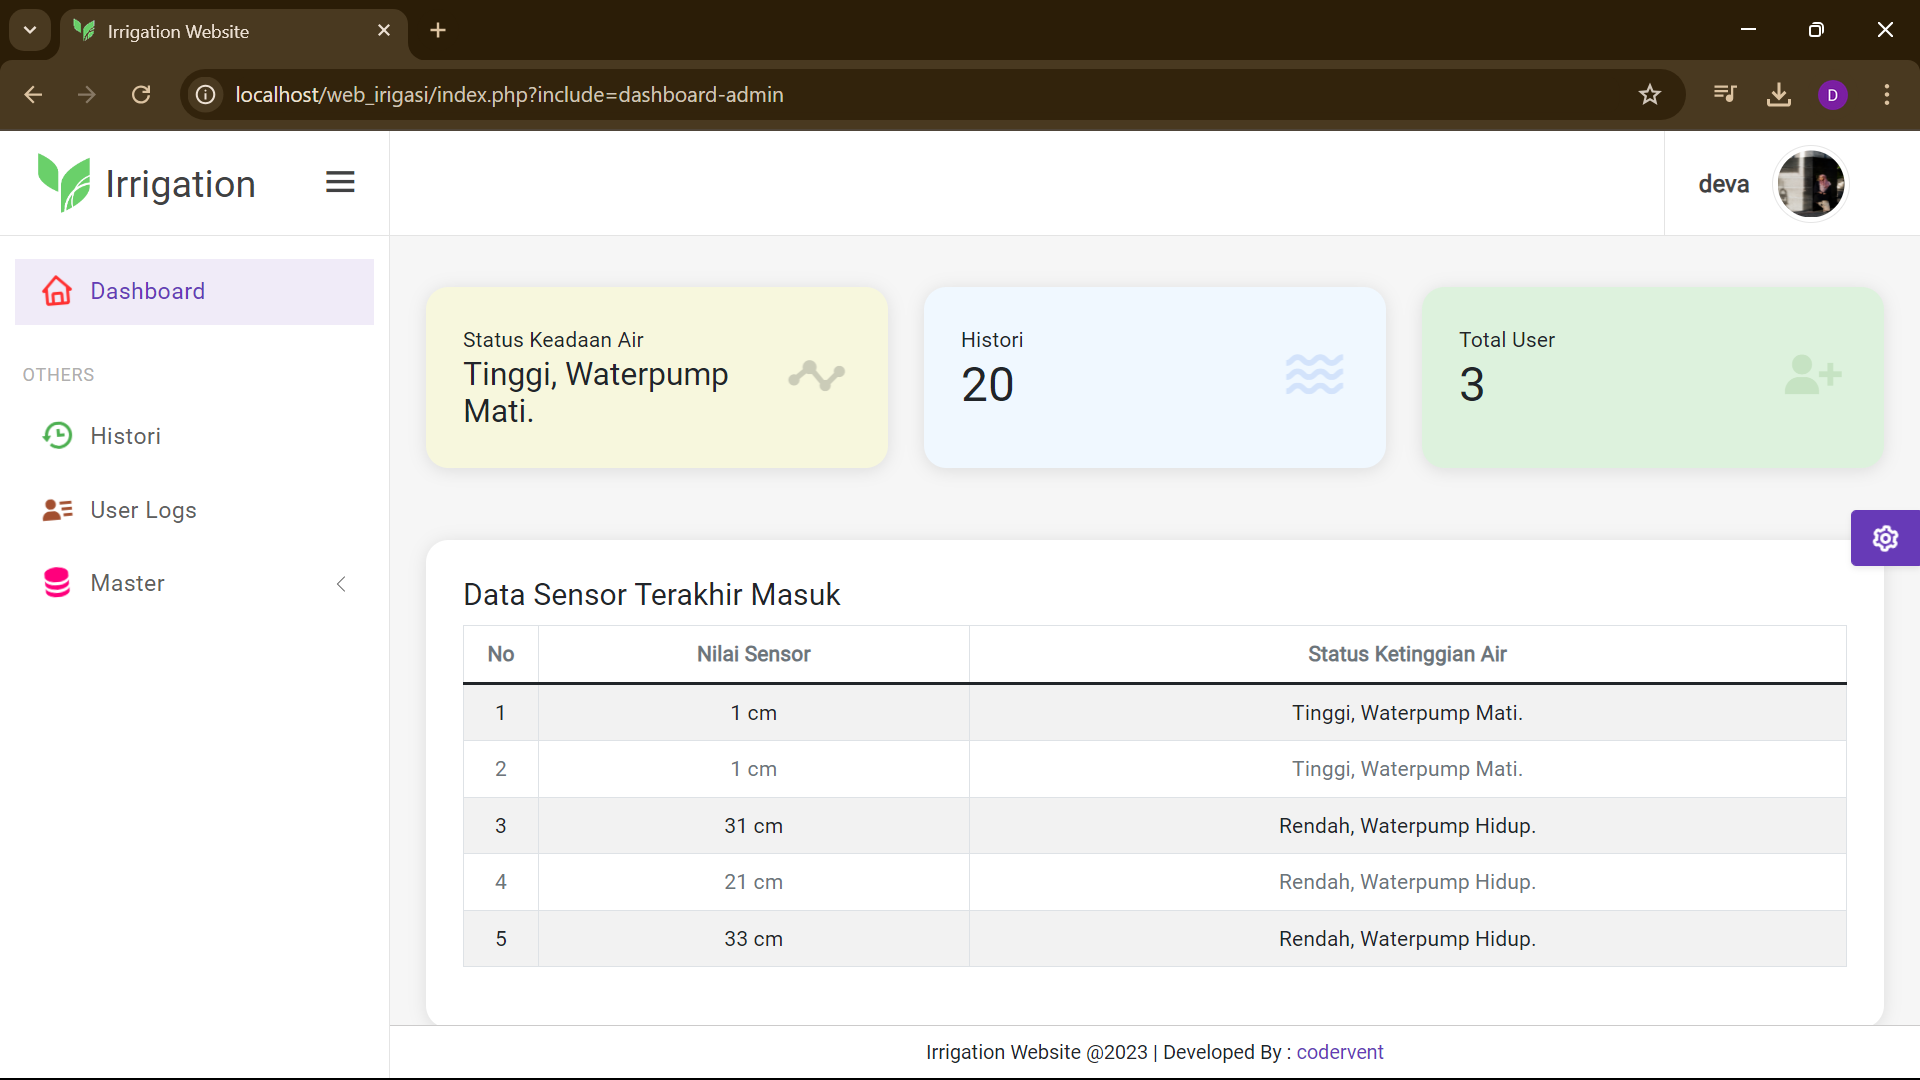 Irrigation Website
localhost/web_irigasi/index.php?include=dashboard-admin
D
Irrigation
deva
Dashboard
OTHERS
Histori
User Logs
Master
Status Keadaan Air
Tinggi, Waterpump
Mati.
Histori
20
Total User
3
Data Sensor Terakhir Masuk
No Nilai Sensor Status Ketinggian Air
1 1 cm Tinggi, Waterpump Mati.
2 1 cm Tinggi, Waterpump Mati.
3 31 cm Rendah, Waterpump Hidup.
4 21 cm Rendah, Waterpump Hidup.
5 33 cm Rendah, Waterpump Hidup.
Irrigation Website @2023 | Developed By : codervent